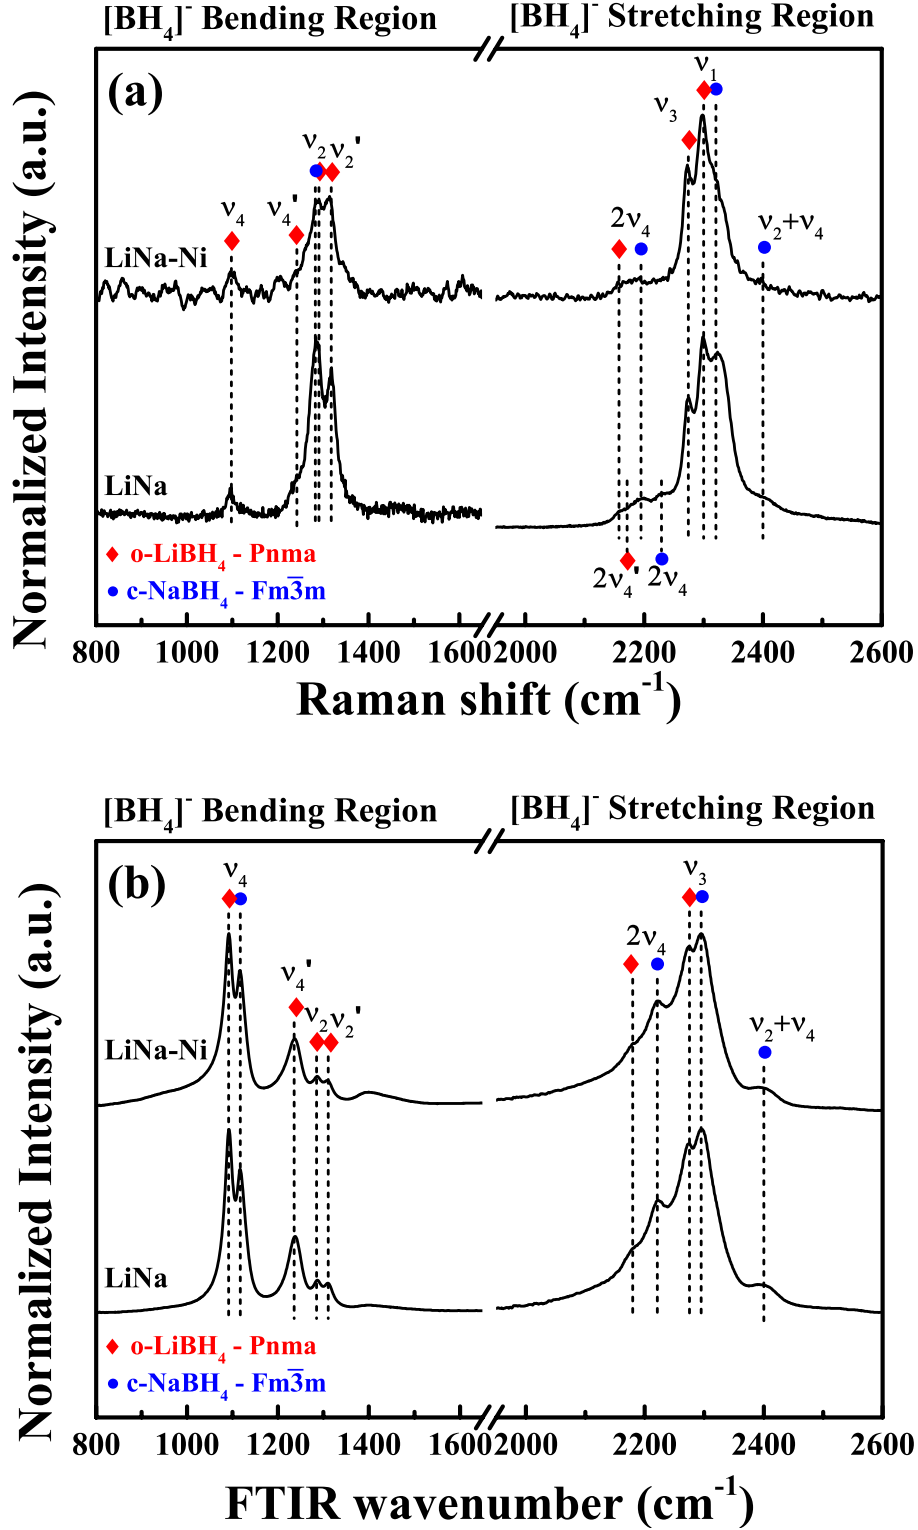 [BH₄]⁻ Bending Region [BH₄]⁻ Stretching Region
(a)
ν₁
ν₃
ν₂ ν₂'
ν₄ ν₄' 2ν₄ ν₂+ν₄
LiNa-Ni
LiNa
♦ o-LiBH₄ - Pnma
2ν₄' 2ν₄
● c-NaBH₄ - Fm3̅m
800 1000 1200 1400 1600 2000 2200 2400 2600
Raman shift (cm⁻¹)
Normalized Intensity (a.u.)
[BH₄]⁻ Bending Region [BH₄]⁻ Stretching Region
(b)
ν₄ ν₃
2ν₄
ν₄'
ν₂ ν₂' ν₂+ν₄
LiNa-Ni
LiNa
♦ o-LiBH₄ - Pnma
● c-NaBH₄ - Fm3̅m
800 1000 1200 1400 1600 2000 2200 2400 2600
FTIR wavenumber (cm⁻¹)
Normalized Intensity (a.u.)